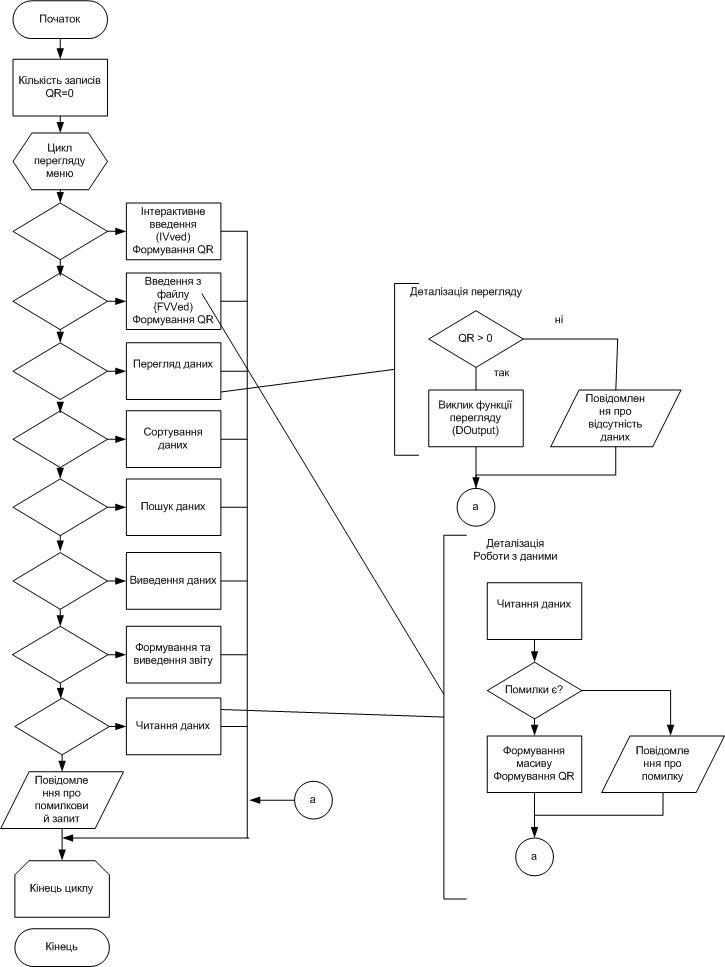 Початок
Кількість записів
QR=0
Цикл
перегляду
меню
Інтерактивне
введення
(IVved)
Формування QR
Введення з
файлу
{FVVed)
Формування QR
Перегляд даних
Сортування
даних
Пошук даних
Виведення даних
Формування та
виведення звіту
Читання даних
Повідомле
ння про
помилкови
й запит
а
Кінець циклу
Кінець
Деталізація перегляду
QR > 0
ні
так
Виклик функції
перегляду
(DOutput)
Повідомлен
ня про
відсутність
даних
а
Деталізація
Роботи з даними
Читання даних
Помилки є?
Формування
масиву
Формування QR
Повідомле
ння про
помилку
а